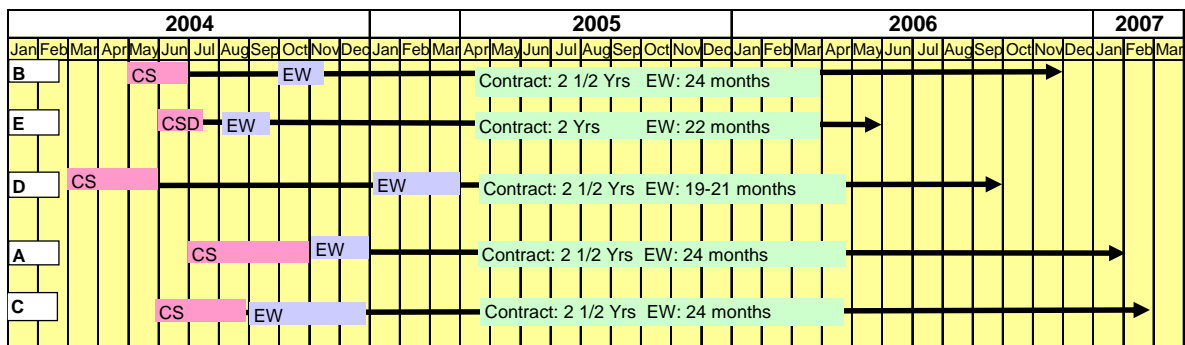 2004 2005 2006 2007
Jan Feb Mar Apr May Jun Jul Aug Sep Oct Nov Dec Jan Feb Mar Apr May Jun Jul Aug Sep Oct Nov Dec Jan Feb Mar Apr May Jun Jul Aug Sep Oct Nov Dec Jan Feb Mar
B CS EW Contract: 2 1/2 Yrs EW: 24 months
E CSD EW Contract: 2 Yrs EW: 22 months
D CS EW Contract: 2 1/2 Yrs EW: 19-21 months
A CS EW Contract: 2 1/2 Yrs EW: 24 months
C CS EW Contract: 2 1/2 Yrs EW: 24 months